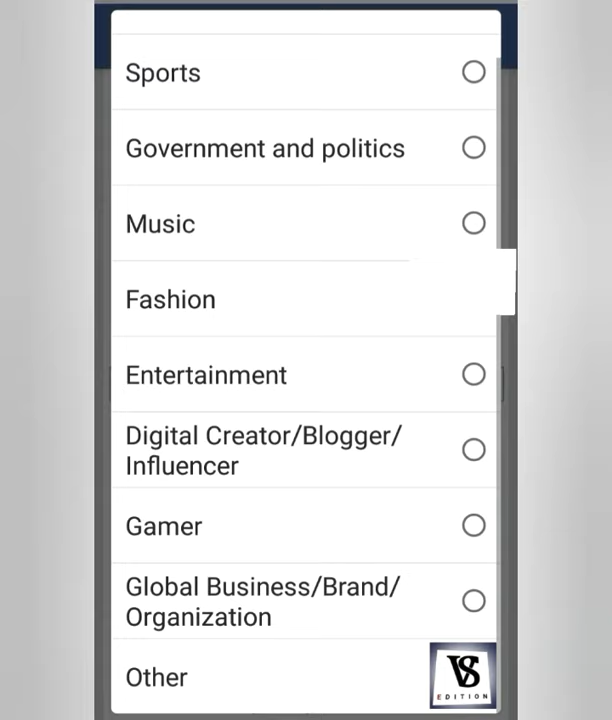 Sports
Government and politics
Music
Fashion
Entertainment
Digital Creator/Blogger/
Influencer
Gamer
Global Business/Brand/
Organization
Other
VS
EDITION